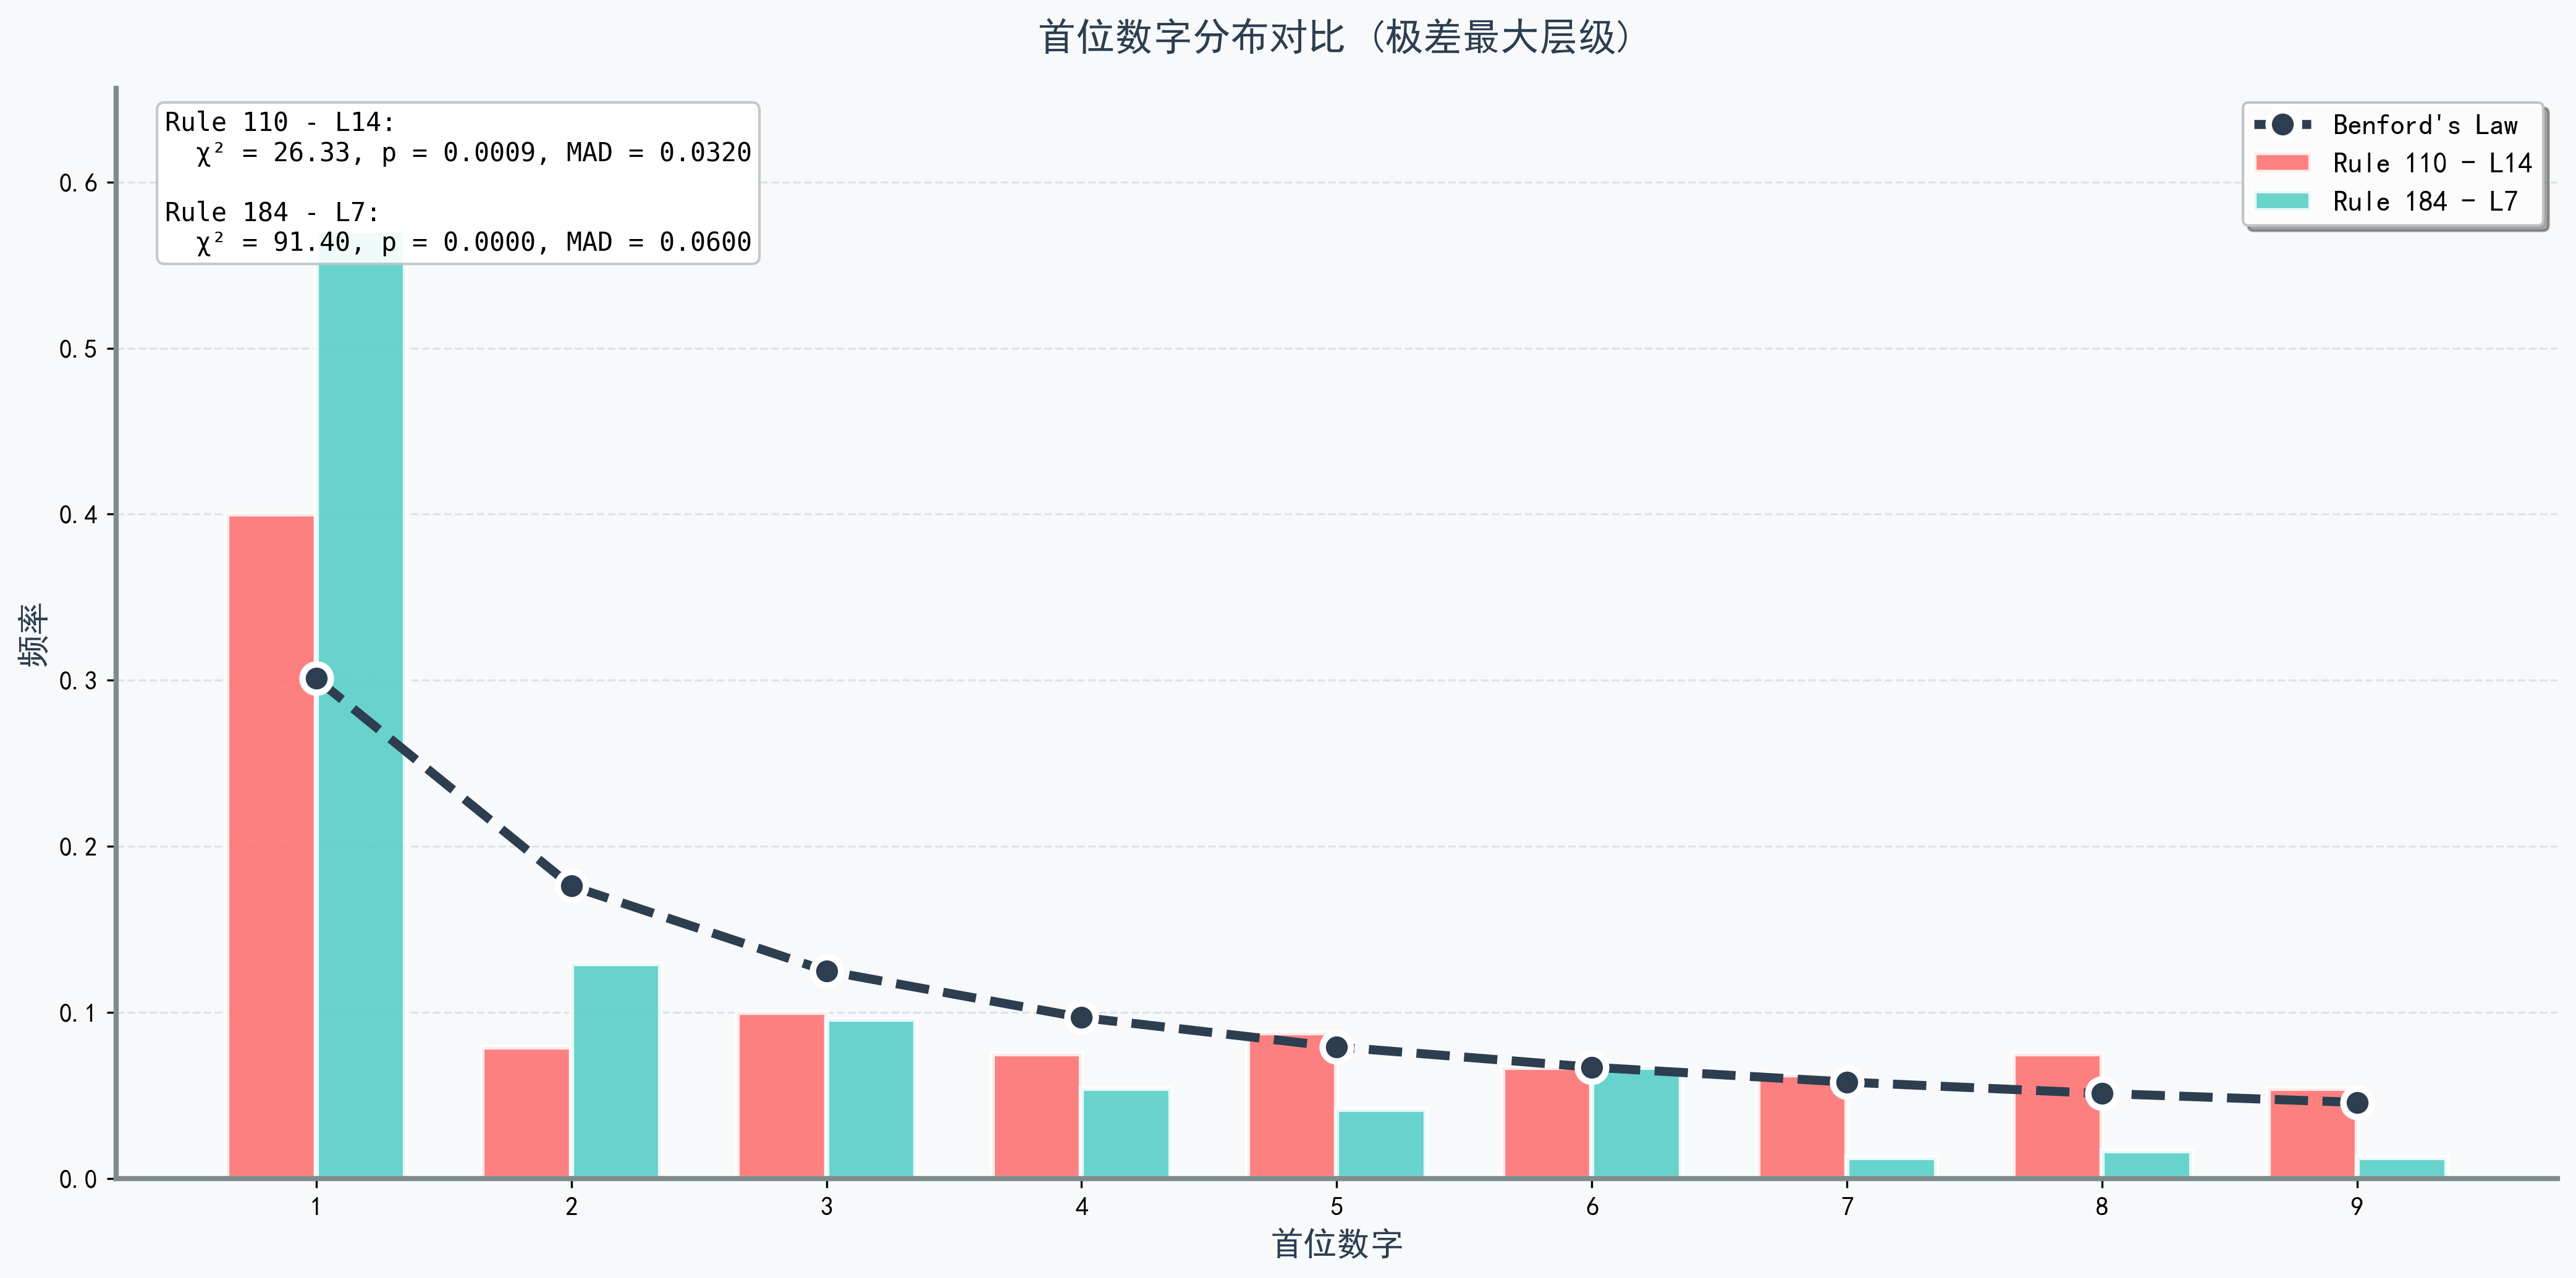 首位数字分布对比 (极差最大层级)
Rule 110 - L14:
χ² = 26.33, p = 0.0009, MAD = 0.0320
Rule 184 - L7:
χ² = 91.40, p = 0.0000, MAD = 0.0600
Benford's Law
Rule 110 - L14
Rule 184 - L7
频率
0.6
0.5
0.4
0.3
0.2
0.1
0.0
1 2 3 4 5 6 7 8 9
首位数字